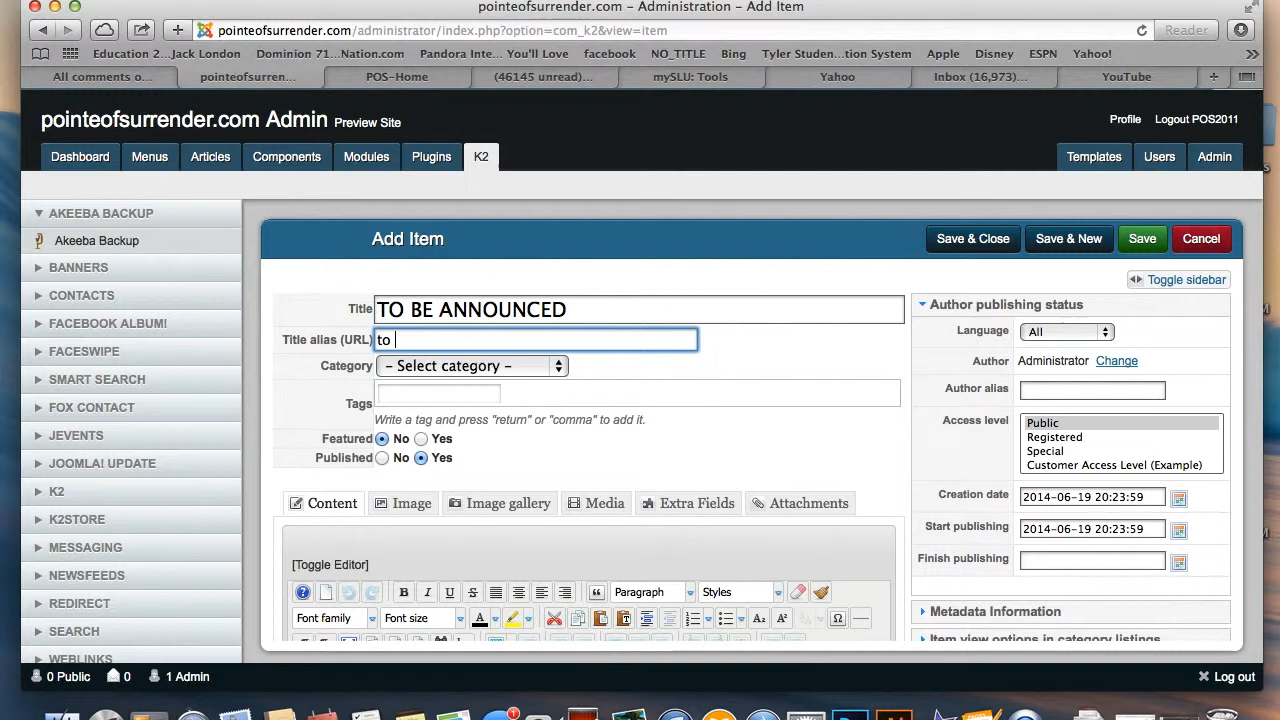 pointeofsurrender.com – Administration – Add Item
pointeofsurrender.com/administrator/index.php?option=com_k2&view=item
Reader
Education 2...Jack London
Dominion 71...Nation.com
Pandora Inte... You'll Love
facebook
NO_TITLE
Bing
Tyler Studen...tion System
Apple
Disney
ESPN
Yahoo!
All comments o...
pointeofsurren...
POS-Home
(46145 unread)...
mySLU: Tools
Yahoo
Inbox (16,973)...
YouTube
pointeofsurrender.com Admin
Preview Site
Profile
Logout POS2011
Dashboard
Menus
Articles
Components
Modules
Plugins
K2
Templates
Users
Admin
AKEEBA BACKUP
Akeeba Backup
BANNERS
CONTACTS
FACEBOOK ALBUM!
FACESWIPE
SMART SEARCH
FOX CONTACT
JEVENTS
JOOMLA! UPDATE
K2
K2STORE
MESSAGING
NEWSFEEDS
REDIRECT
SEARCH
WEBLINKS
Add Item
Save & Close
Save & New
Save
Cancel
Toggle sidebar
Title
TO BE ANNOUNCED
Title alias (URL)
to
Category
– Select category –
Tags
Write a tag and press "return" or "comma" to add it.
Featured
No
Yes
Published
No
Yes
Content
Image
Image gallery
Media
Extra Fields
Attachments
[Toggle Editor]
Paragraph
Styles
Font family
Font size
Author publishing status
Language
All
Author
Administrator
Change
Author alias
Access level
Public
Registered
Special
Customer Access Level (Example)
Creation date
2014-06-19 20:23:59
Start publishing
2014-06-19 20:23:59
Finish publishing
Metadata Information
Item view options in category listings
0 Public
0
1 Admin
Log out